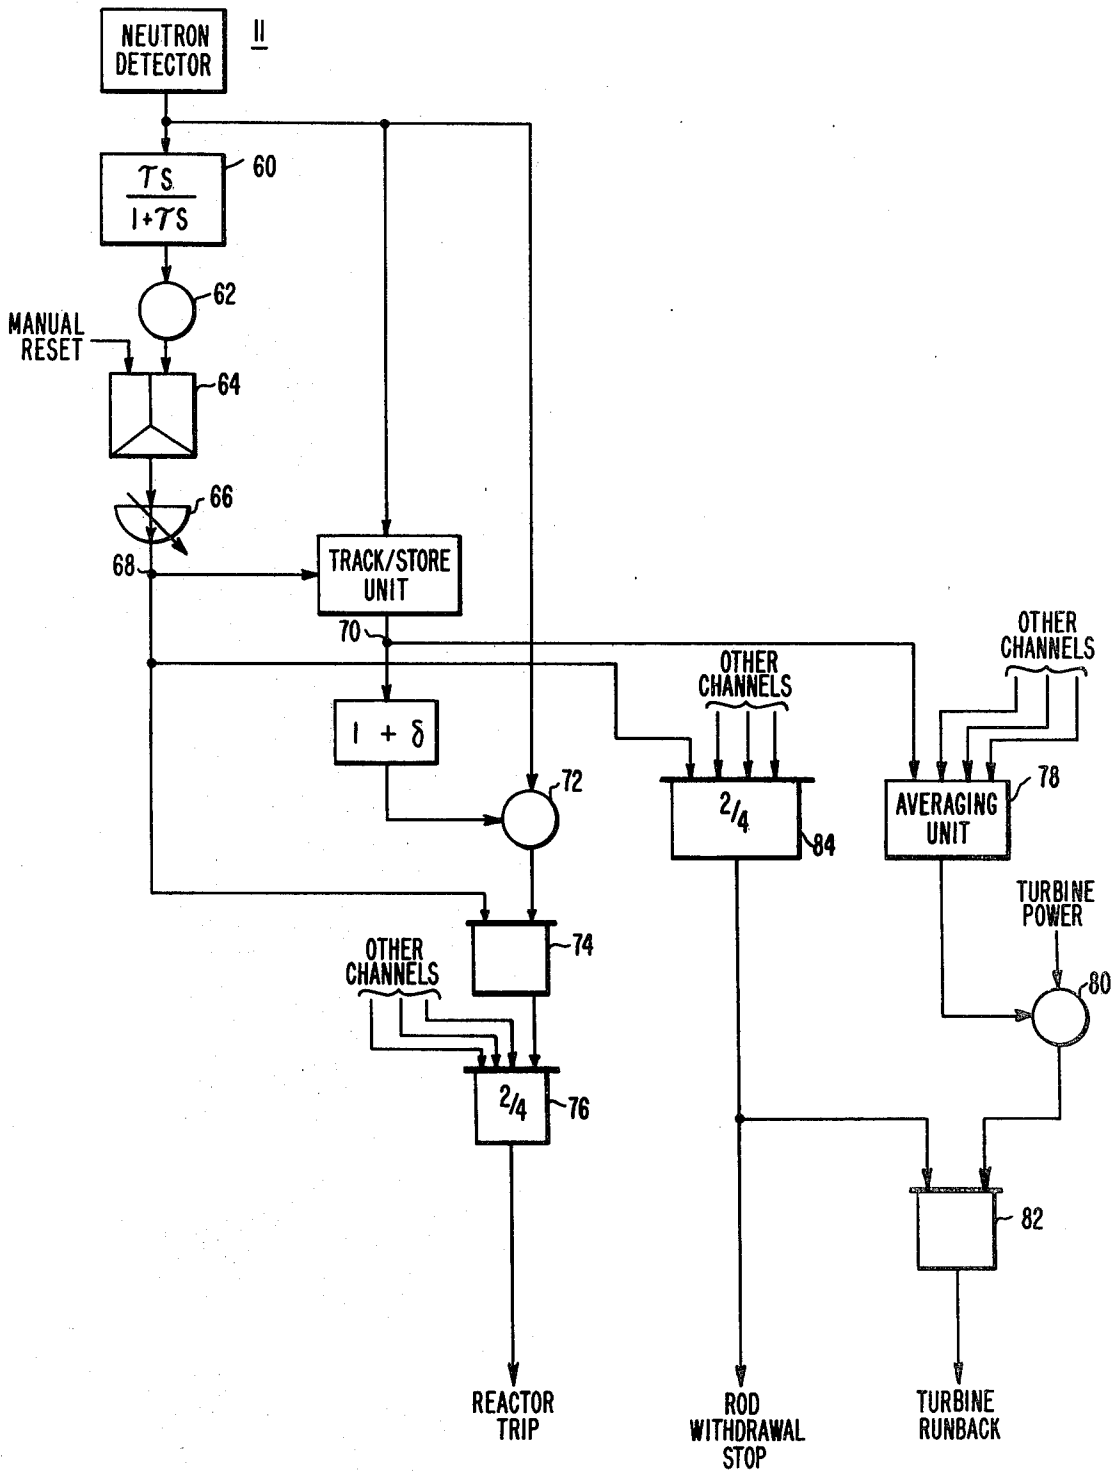 NEUTRON
DETECTOR
11
τS
1+τS
60
62
MANUAL
RESET
64
66
68
TRACK/STORE
UNIT
70
OTHER
CHANNELS
OTHER
CHANNELS
1 + δ
72
2/4
84
AVERAGING
UNIT
78
TURBINE
POWER
74
OTHER
CHANNELS
80
2/4
76
82
REACTOR
TRIP
ROD
WITHDRAWAL
STOP
TURBINE
RUNBACK